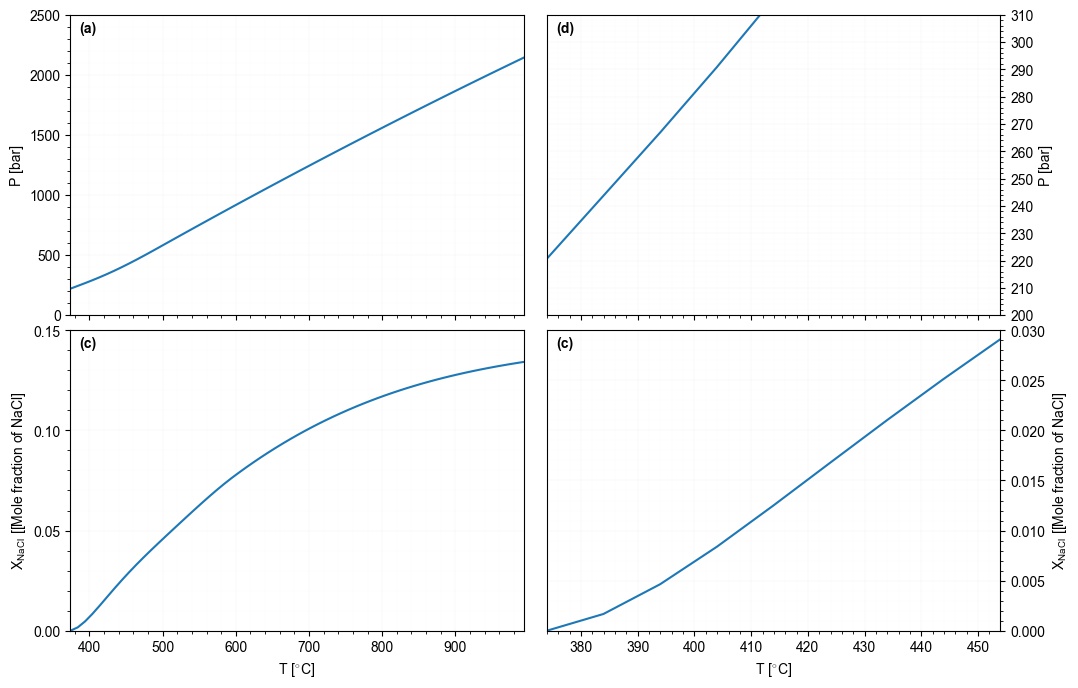 (a)
2500
2000
1500
1000
500
0
P [bar]
(d)
310
300
290
280
270
260
250
240
230
220
210
200
P [bar]
(c)
0.15
0.10
0.05
0.00
X_NaCl [[Mole fraction of NaCl]
400 500 600 700 800 900
T [°C]
(c)
0.030
0.025
0.020
0.015
0.010
0.005
0.000
X_NaCl [[Mole fraction of NaCl]
380 390 400 410 420 430 440 450
T [°C]